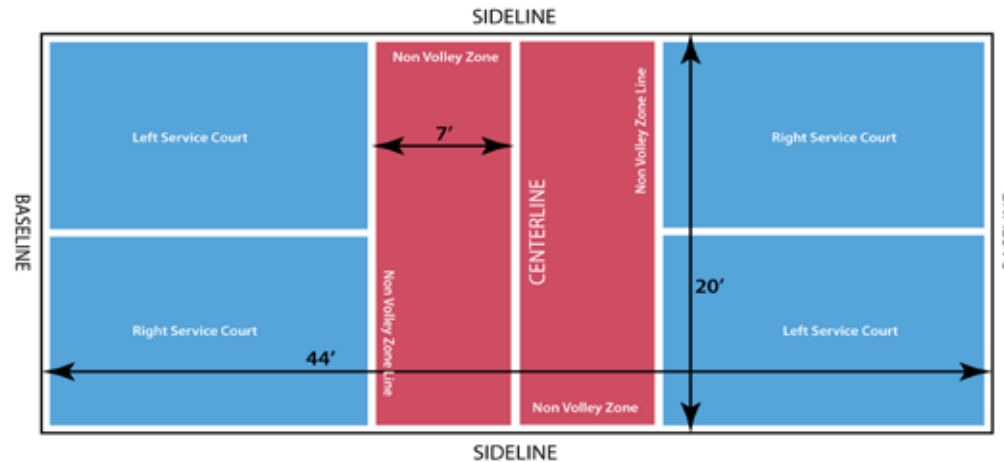 SIDELINE
Non Volley Zone
Non Volley Zone Line
7′
Left Service Court
Right Service Court
BASELINE
CENTERLINE
20′
Non Volley Zone Line
Right Service Court
Left Service Court
44′
Non Volley Zone
SIDELINE